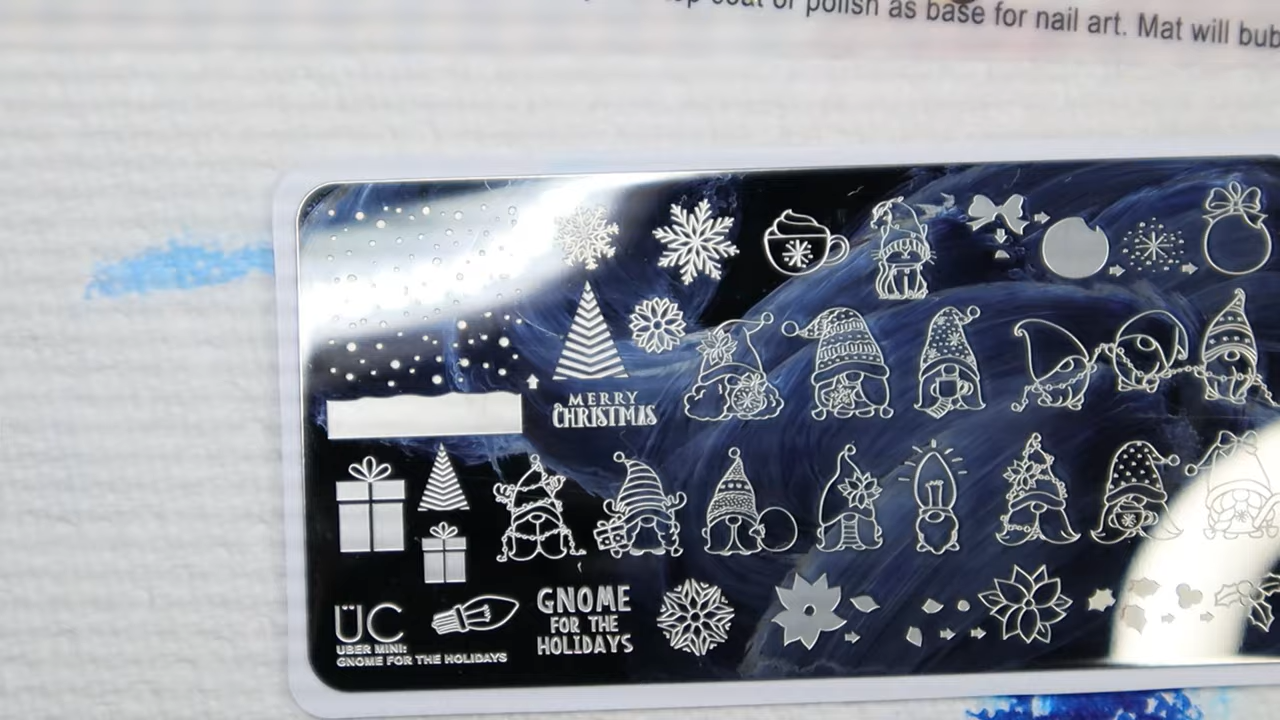 coat or polish as base for nail art. Mat will bub
MERRY
CHRISTMAS
GNOME
FOR THE
HOLIDAYS
ÜC
UBER MINI:
GNOME FOR THE HOLIDAYS